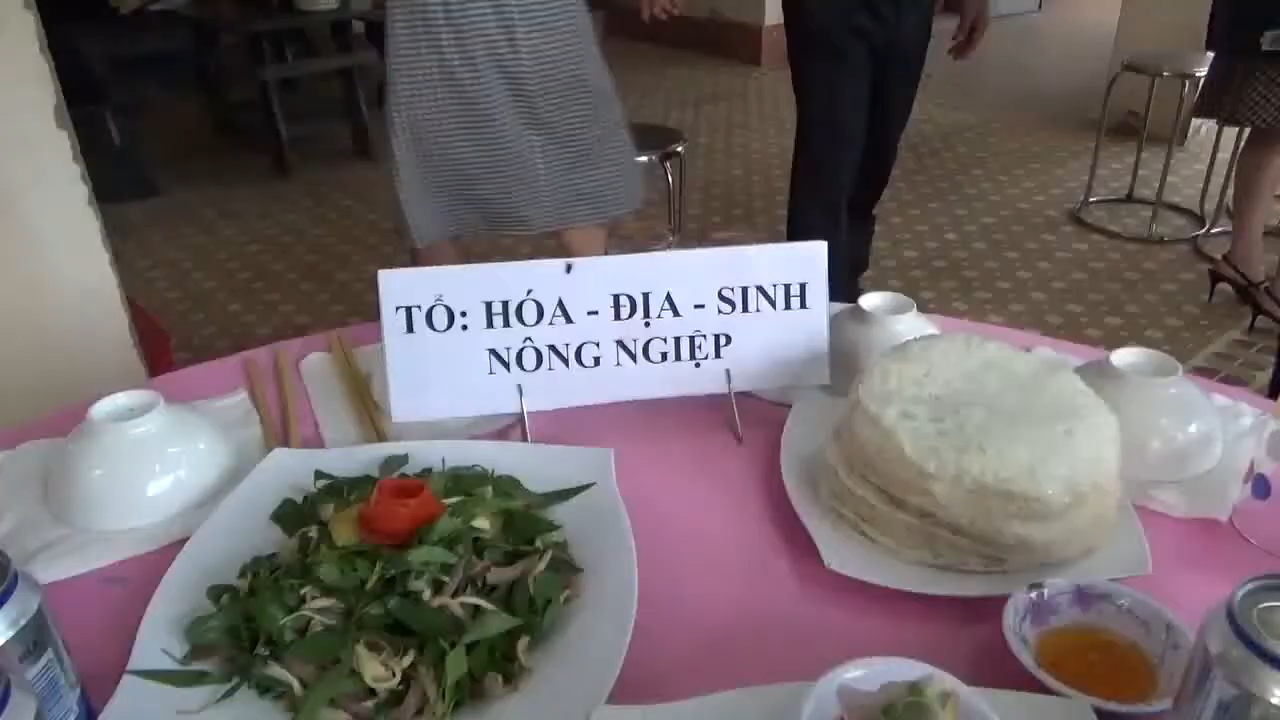 TỔ: HÓA - ĐỊA - SINH
NÔNG NGIỆP